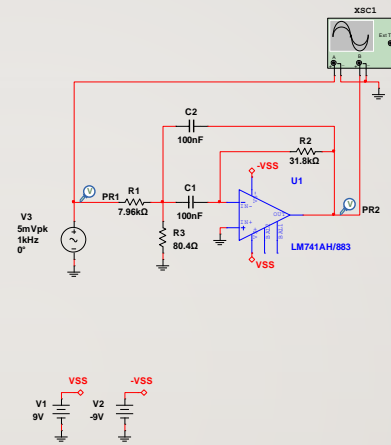 XSC1
Ext T
A
B
C2
100nF
R2
31.8kΩ
-VSS
U1
PR1
R1
7.96kΩ
C1
100nF
PR2
V3
5mVpk
1kHz
0°
R3
80.4Ω
LM741AH/883
VSS
VSS
-VSS
V1
9V
V2
-9V